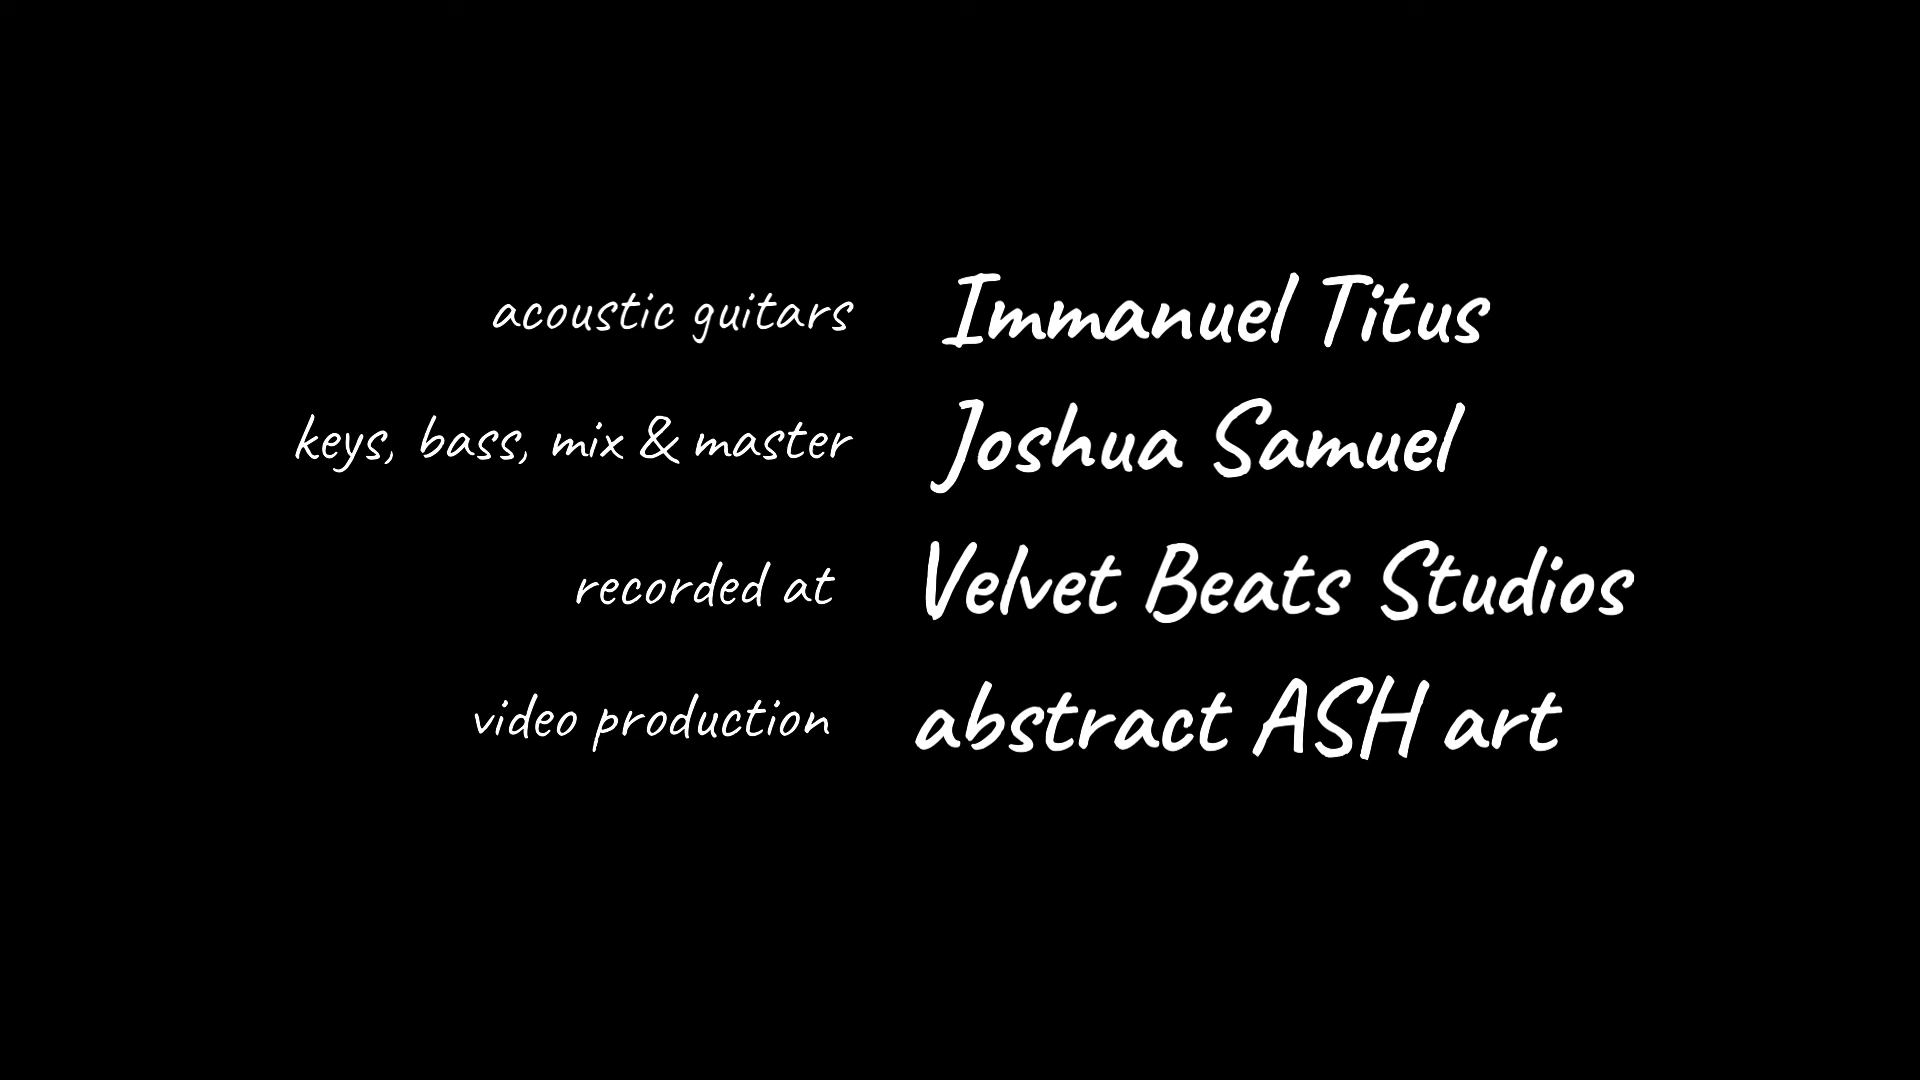 acoustic guitars Immanuel Titus
keys, bass, mix & master Joshua Samuel
recorded at Velvet Beats Studios
video production abstract ASH art